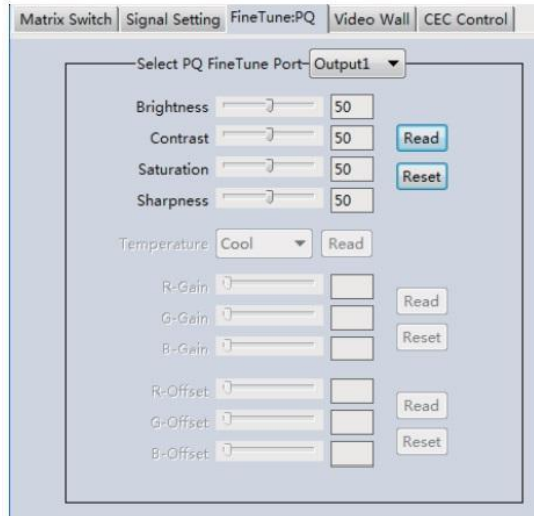 Matrix Switch Signal Setting FineTune:PQ Video Wall CEC Control
Select PQ FineTune Port Output1
Brightness 50
Contrast 50 Read
Saturation 50
Reset
Sharpness 50
Temperature Cool Read
R-Gain
Read
G-Gain
Reset
B-Gain
R-Offset
Read
G-Offset
Reset
B-Offset